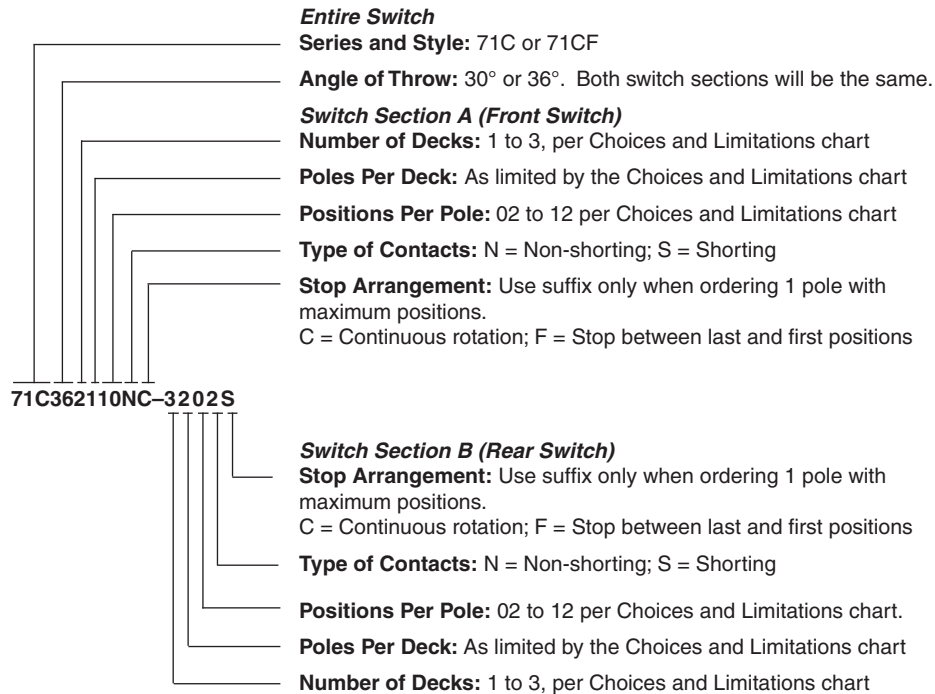 Entire Switch
Series and Style: 71C or 71CF
Angle of Throw: 30° or 36°. Both switch sections will be the same.
Switch Section A (Front Switch)
Number of Decks: 1 to 3, per Choices and Limitations chart
Poles Per Deck: As limited by the Choices and Limitations chart
Positions Per Pole: 02 to 12 per Choices and Limitations chart
Type of Contacts: N = Non-shorting; S = Shorting
Stop Arrangement: Use suffix only when ordering 1 pole with
maximum positions.
C = Continuous rotation; F = Stop between last and first positions
71C362110NC–3202S
Switch Section B (Rear Switch)
Stop Arrangement: Use suffix only when ordering 1 pole with
maximum positions.
C = Continuous rotation; F = Stop between last and first positions
Type of Contacts: N = Non-shorting; S = Shorting
Positions Per Pole: 02 to 12 per Choices and Limitations chart.
Poles Per Deck: As limited by the Choices and Limitations chart
Number of Decks: 1 to 3, per Choices and Limitations chart